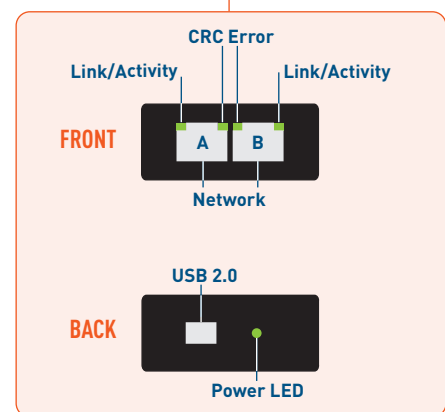 CRC Error
Link/Activity Link/Activity
FRONT
A B
Network
USB 2.0
BACK
Power LED